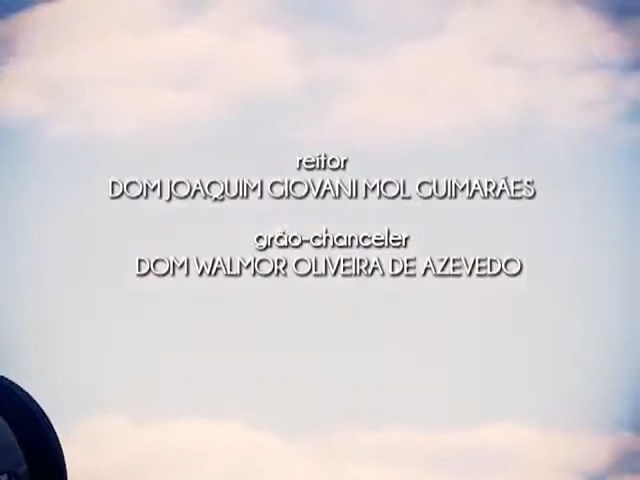 reitor
DOM JOAQUIM GIOVANI MOL GUIMARÃES
grão-chanceler
DOM WALMOR OLIVEIRA DE AZEVEDO